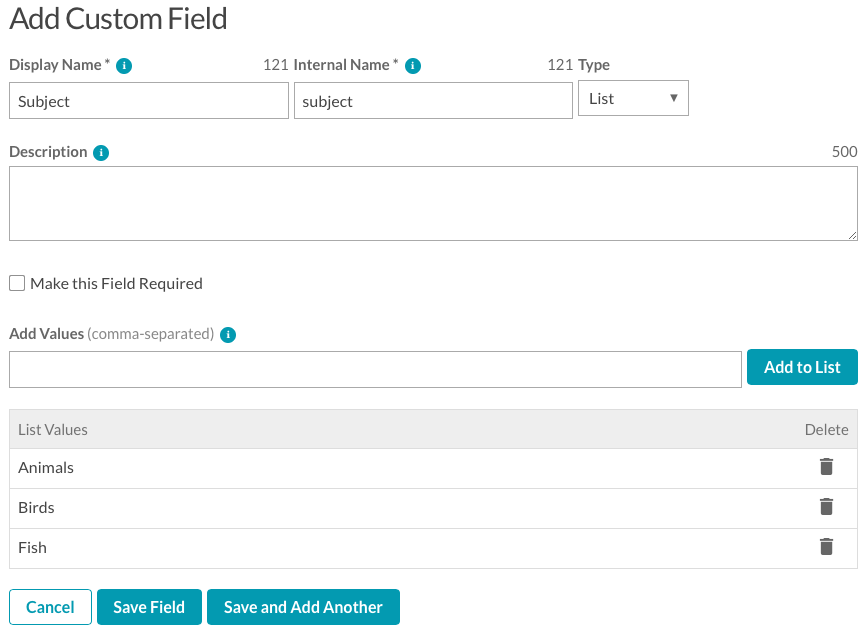 Add Custom Field
Display Name * i 121 Internal Name * i 121 Type
Subject subject List
Description i 500
Make this Field Required
Add Values (comma-separated) i
Add to List
List Values Delete
Animals
Birds
Fish
Cancel Save Field Save and Add Another